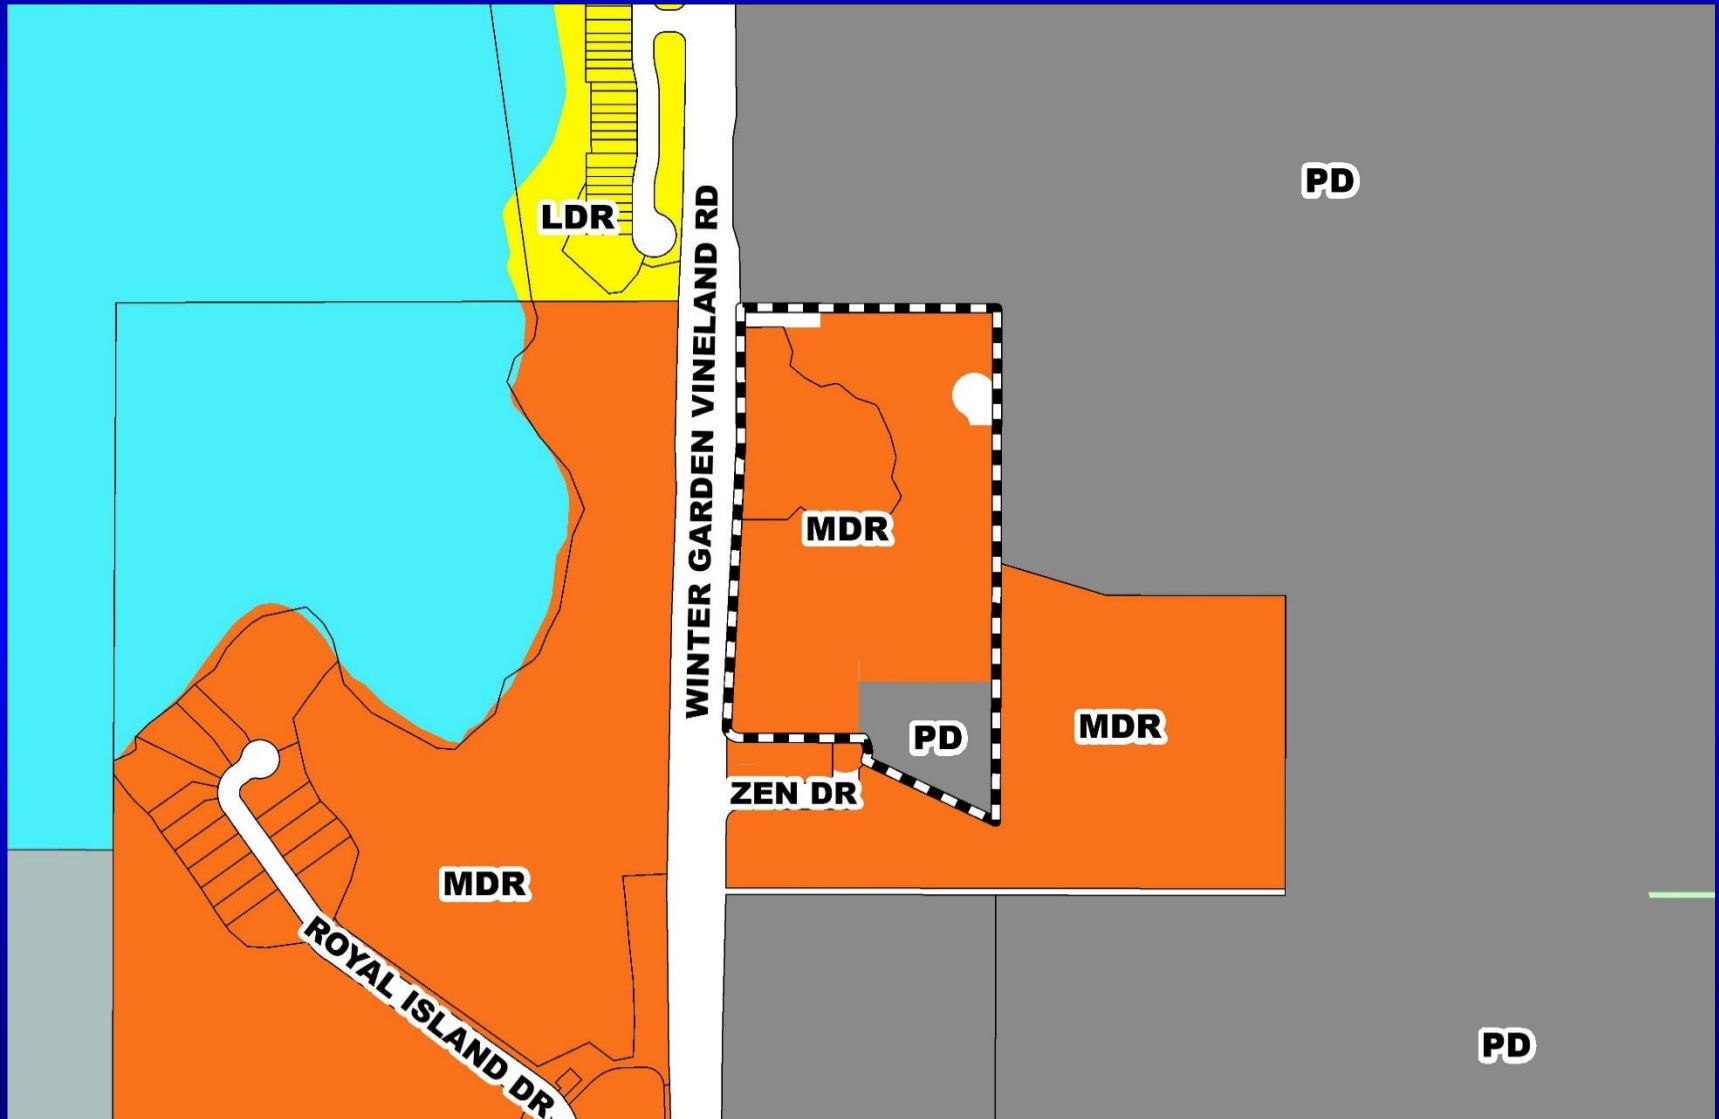 PD
LDR
WINTER GARDEN VINELAND RD
MDR
MDR
PD
ZEN DR
MDR
ROYAL ISLAND DR
PD